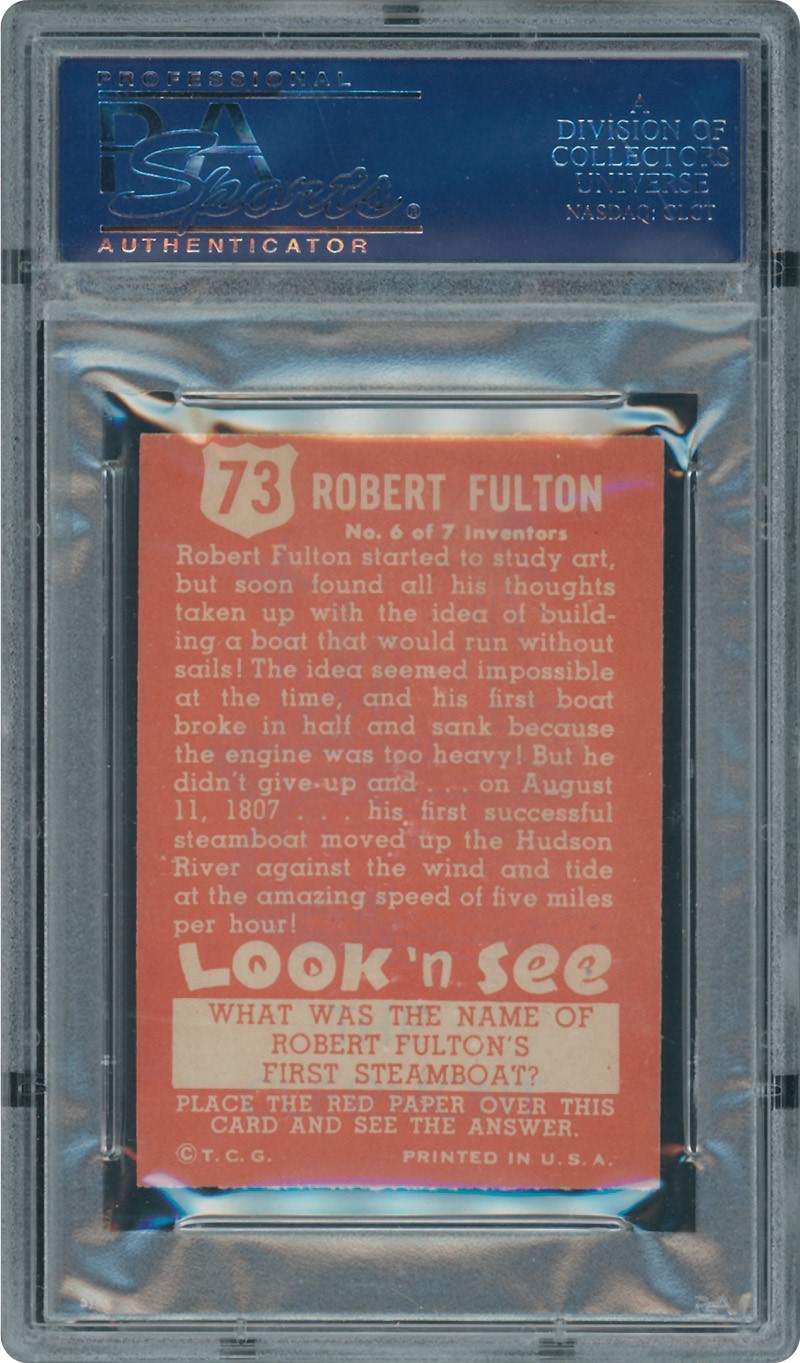 PROFESSIONAL
PSA
Sports®
AUTHENTICATOR
A
DIVISION OF
COLLECTORS
UNIVERSE
NASDAQ: CLCT
73 ROBERT FULTON
No. 6 of 7 Inventors
Robert Fulton started to study art,
but soon found all his thoughts
taken up with the idea of build-
ing a boat that would run without
sails! The idea seemed impossible
at the time, and his first boat
broke in half and sank because
the engine was too heavy! But he
didn't give up and . . . on August
11, 1807 . . . his first successful
steamboat moved up the Hudson
River against the wind and tide
at the amazing speed of five miles
per hour!
LOOK 'n SEE
WHAT WAS THE NAME OF
ROBERT FULTON'S
FIRST STEAMBOAT?
PLACE THE RED PAPER OVER THIS
CARD AND SEE THE ANSWER.
© T. C. G. PRINTED IN U. S. A.
PSA